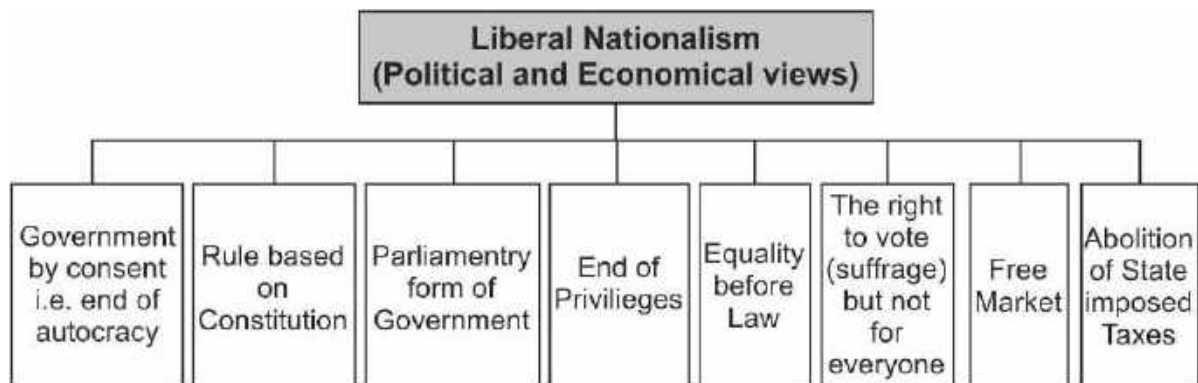 Liberal Nationalism
(Political and Economical views)
Government
by consent
i.e. end of
autocracy
Rule based
on
Constitution
Parliamentry
form of
Government
End of
Privilieges
Equality
before
Law
The right
to vote
(suffrage)
but not
for
everyone
Free
Market
Abolition
of State
imposed
Taxes